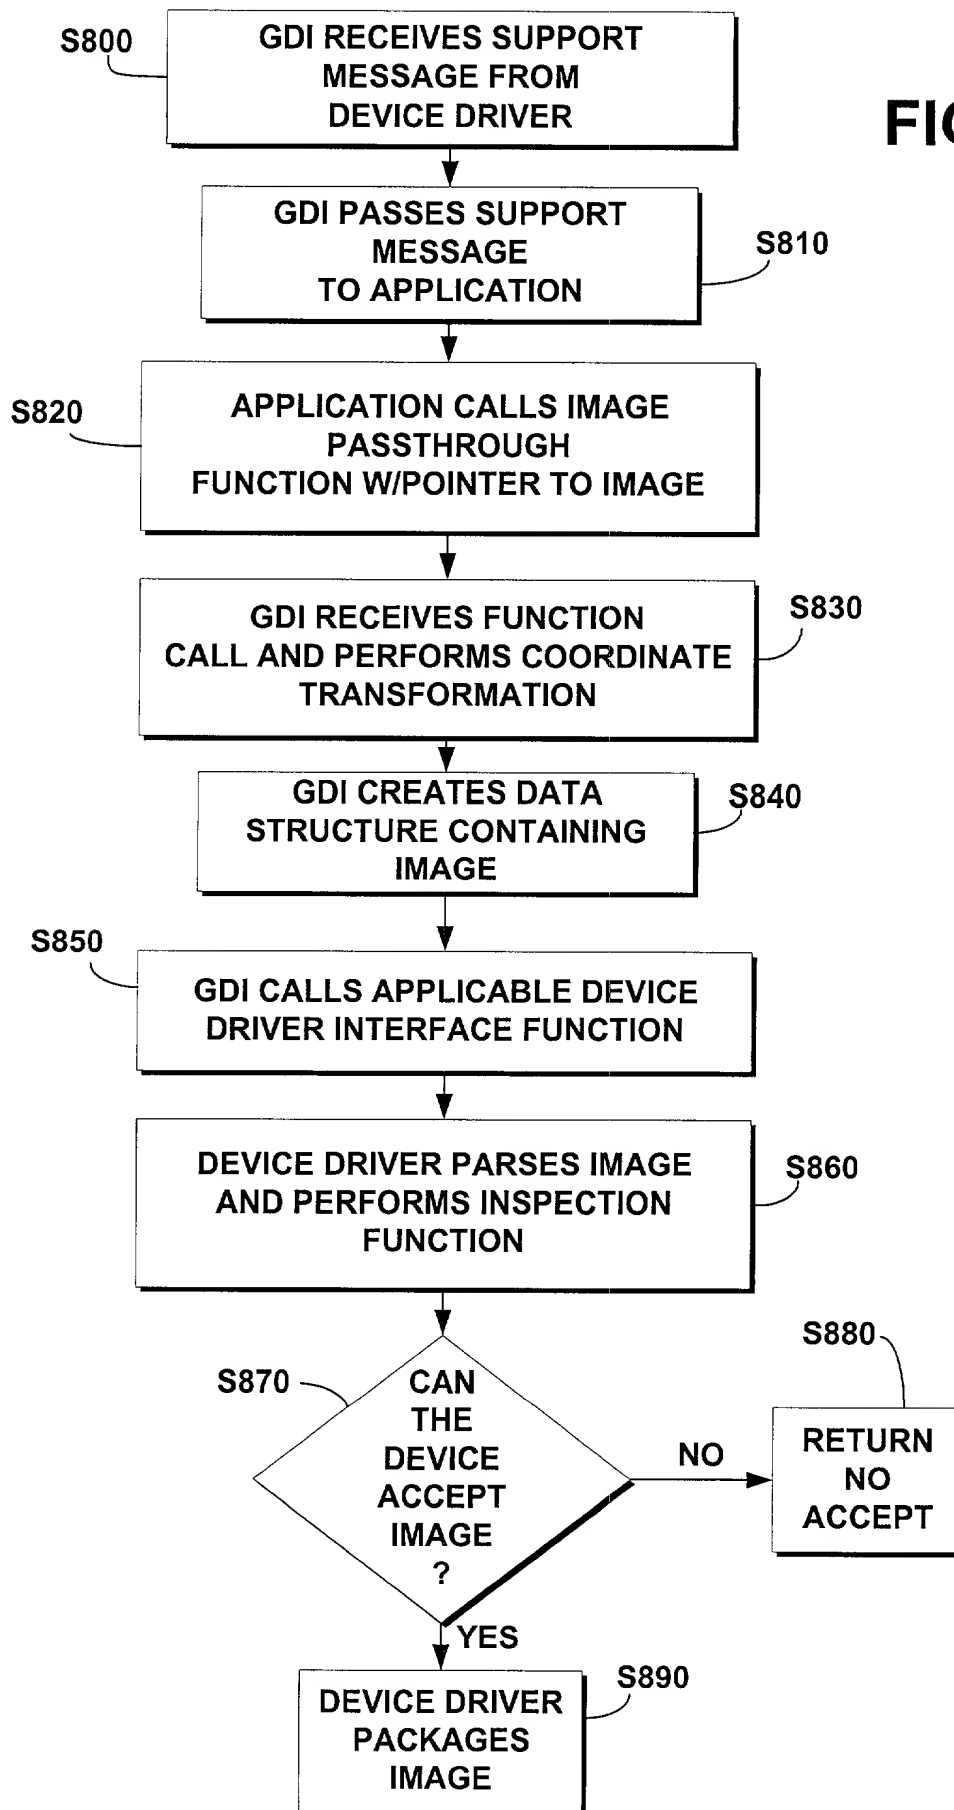 S800
GDI RECEIVES SUPPORT
MESSAGE FROM
DEVICE DRIVER
GDI PASSES SUPPORT
MESSAGE
TO APPLICATION
S810
S820
APPLICATION CALLS IMAGE
PASSTHROUGH
FUNCTION W/POINTER TO IMAGE
GDI RECEIVES FUNCTION
CALL AND PERFORMS COORDINATE
TRANSFORMATION
S830
GDI CREATES DATA
STRUCTURE CONTAINING
IMAGE
S840
S850
GDI CALLS APPLICABLE DEVICE
DRIVER INTERFACE FUNCTION
DEVICE DRIVER PARSES IMAGE
AND PERFORMS INSPECTION
FUNCTION
S860
S870
CAN
THE
DEVICE
ACCEPT
IMAGE
?
NO
S880
RETURN
NO
ACCEPT
YES
DEVICE DRIVER
PACKAGES
IMAGE
S890